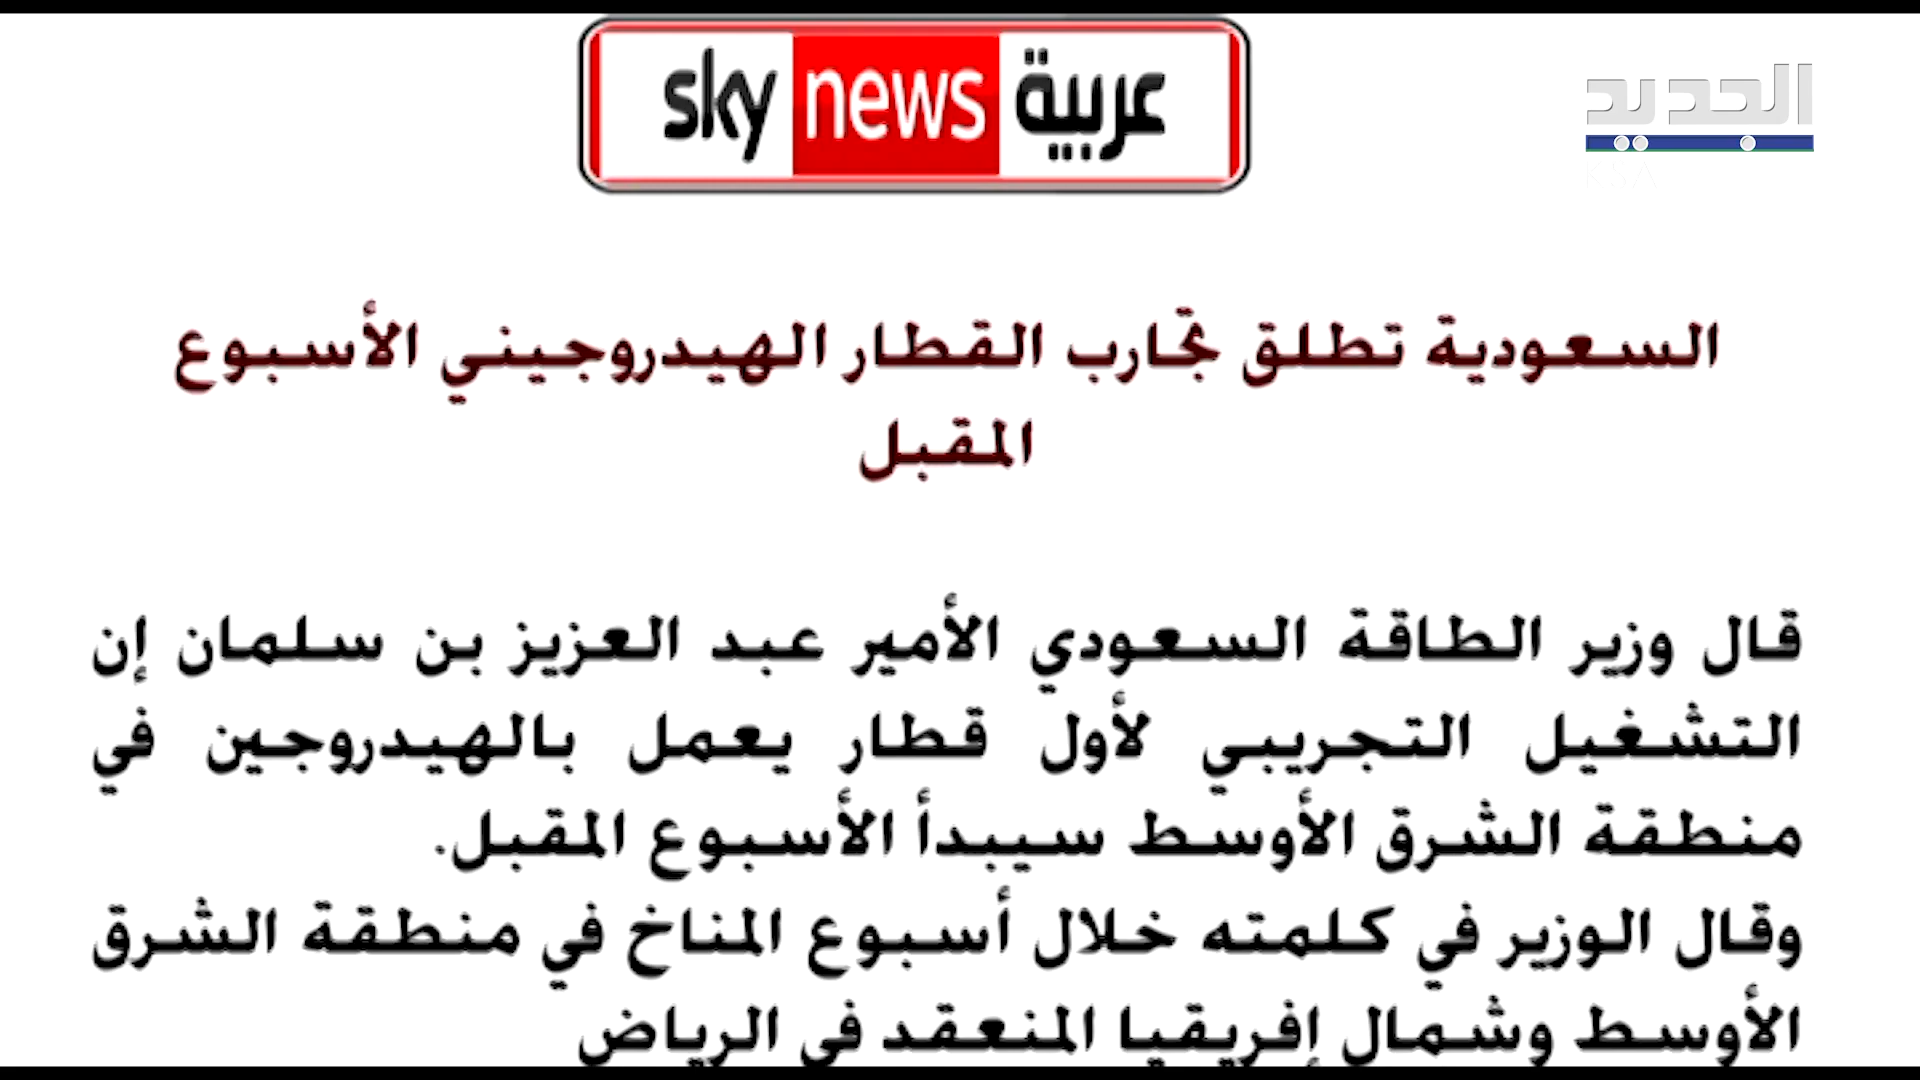 sky news عربية
الجديد
السعودية تطلق تجارب القطار الهيدروجيني الأسبوع
المقبل
قال وزير الطاقة السعودي الأمير عبد العزيز بن سلمان إن
التشغيل التجريبي لأول قطار يعمل بالهيدروجين في
منطقة الشرق الأوسط سيبدأ الأسبوع المقبل.
وقال الوزير في كلمته خلال أسبوع المناخ في منطقة الشرق
الأوسط وشمال إفريقيا المنعقد في الرياض